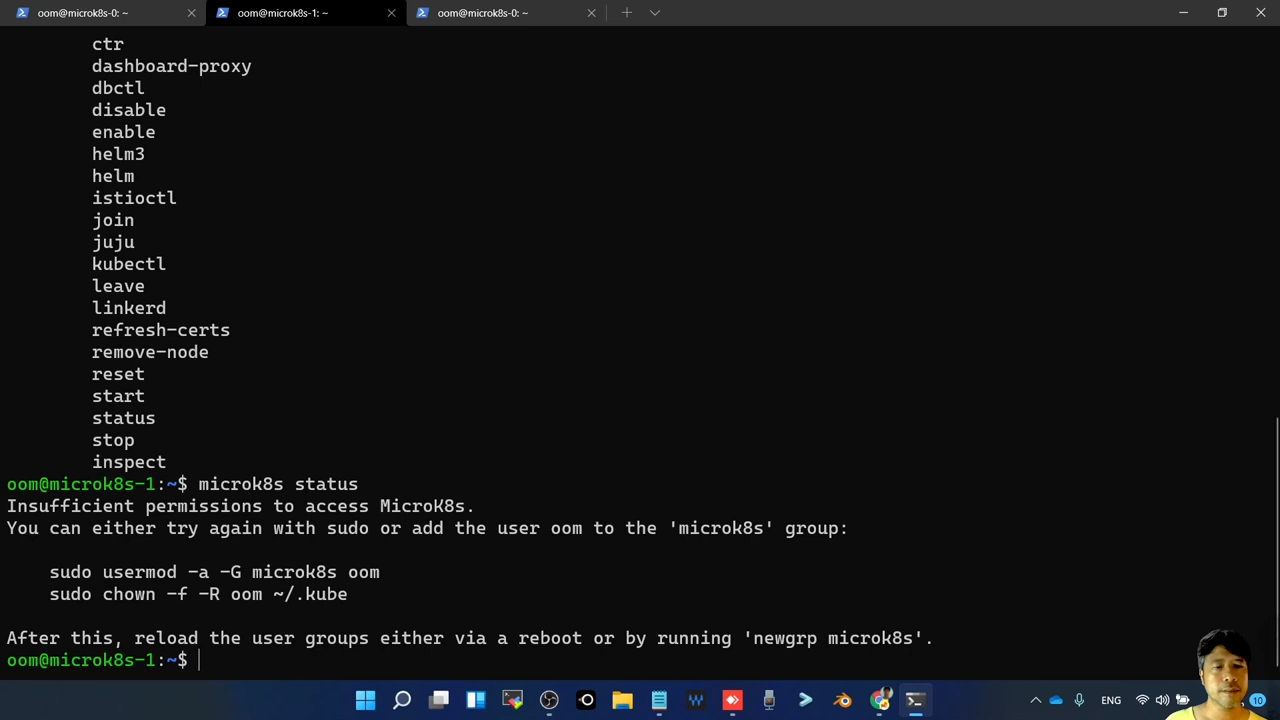 oom@microk8s-0: ~
oom@microk8s-1: ~
oom@microk8s-0: ~
ctr
dashboard-proxy
dbctl
disable
enable
helm3
helm
istioctl
join
juju
kubectl
leave
linkerd
refresh-certs
remove-node
reset
start
status
stop
inspect
oom@microk8s-1:~$ microk8s status
Insufficient permissions to access MicroK8s.
You can either try again with sudo or add the user oom to the 'microk8s' group:
sudo usermod -a -G microk8s oom
sudo chown -f -R oom ~/.kube
After this, reload the user groups either via a reboot or by running 'newgrp microk8s'.
oom@microk8s-1:~$
ENG
10